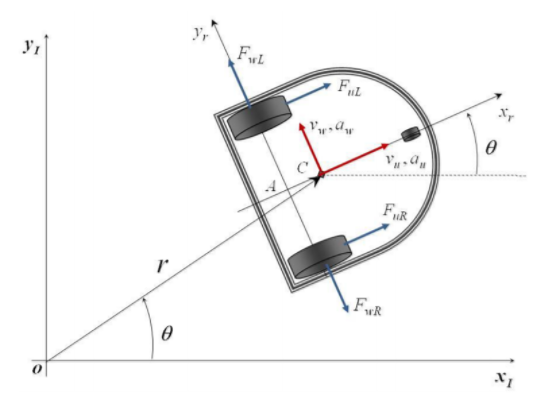 y_I
y_r
F_wL
F_uL
v_w, a_w
x_r
C
v_u, a_u
θ
A
F_uR
r
F_wR
θ
o
x_I